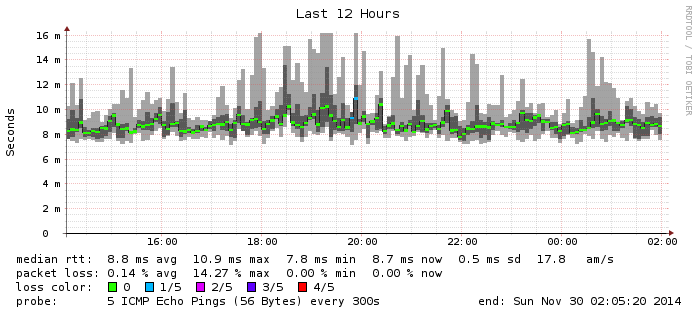 Last 12 Hours
RRDTOOL / TOBI OETIKER
Seconds
16 m
14 m
12 m
10 m
8 m
6 m
4 m
2 m
0
16:00 18:00 20:00 22:00 00:00 02:00
median rtt: 8.8 ms avg 10.9 ms max 7.8 ms min 8.7 ms now 0.5 ms sd 17.8 am/s
packet loss: 0.14 % avg 14.27 % max 0.00 % min 0.00 % now
loss color: 0 1/5 2/5 3/5 4/5
probe: 5 ICMP Echo Pings (56 Bytes) every 300s end: Sun Nov 30 02:05:20 2014